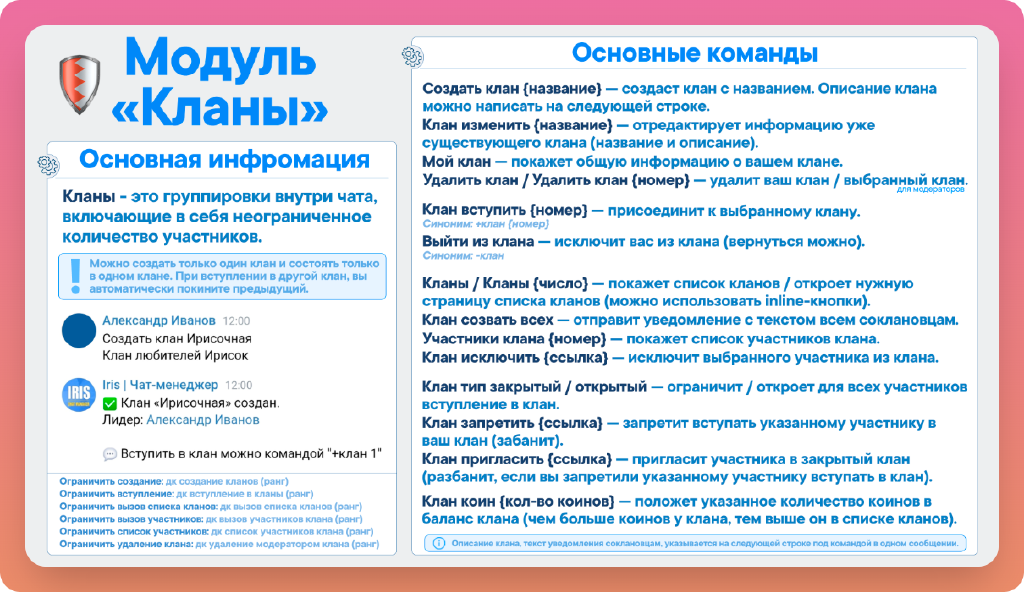 Модуль
«Кланы»
Основная инфромация
Кланы - это группировки внутри чата,
включающие в себя неограниченное
количество участников.
! Можно создать только один клан и состоять только
в одном клане. При вступлении в другой клан, вы
автоматически покините предыдущий.
Александр Иванов 12:00
Создать клан Ирисочная
Клан любителей Ирисок
IRIS
Iris | Чат-менеджер 12:00
✅ Клан «Ирисочная» создан.
Лидер: Александр Иванов
💬 Вступить в клан можно командой "+клан 1"
Ограничить создание: дк создание кланов (ранг)
Ограничить вступление: дк вступление в кланы (ранг)
Ограничить вызов списка кланов: дк вызов списка кланов (ранг)
Ограничить вызов участников: дк вызов участников клана (ранг)
Ограничить список участников: дк список участников клана (ранг)
Ограничить удаление клана: дк удаление модератором клана (ранг)
Основные команды
Создать клан {название} — создаст клан с названием. Описание клана
можно написать на следующей строке.
Клан изменить {название} — отредактирует информацию уже
существующего клана (название и описание).
Мой клан — покажет общую информацию о вашем клане.
Удалить клан / Удалить клан {номер} — удалит ваш клан / выбранный клан.
для модераторов
Клан вступить {номер} — присоединит к выбранному клану.
Синоним: +клан {номер}
Выйти из клана — исключит вас из клана (вернуться можно).
Синоним: -клан
Кланы / Кланы {число} — покажет список кланов / откроет нужную
страницу списка кланов (можно использовать inline-кнопки).
Клан созвать всех — отправит уведомление с текстом всем сокланам.
Участники клана {номер} — покажет список участников клана.
Клан исключить {ссылка} — исключит выбранного участника из клана.
Клан тип закрытый / открытый — ограничит / откроет для всех участников
вступление в клан.
Клан запретить {ссылка} — запретит вступать указанному участнику в
ваш клан (забанит).
Клан пригласить {ссылка} — пригласит участника в закрытый клан
(разбанит, если вы запретили указанному участнику вступать в клан).
Клан коин {кол-во коинов} — положет указанное количество коинов в
баланс клана (чем больше коинов у клана, тем выше он в списке кланов).
Описание клана, текст уведомления соклановцам, указывается на следующей строке под командой в одном сообщении.